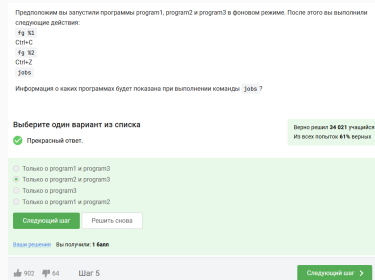 Предположим вы запустили программы program1, program2 и program3 в фоновом режиме. После этого вы выполнили
следующие действия:
fg %1
Ctrl+C
fg %2
Ctrl+Z
jobs
Информация о каких программах будет показана при выполнении команды jobs ?
Выберите один вариант из списка
Прекрасный ответ.
Верно решил 34 021 учащийся
Из всех попыток 61% верных
Только о program1 и program3
Только о program2 и program3
Только о program3
Только о program1 и program2
Следующий шаг
Решить снова
Ваши решения Вы получили: 1 балл
902 64 Шаг 5
Следующий шаг